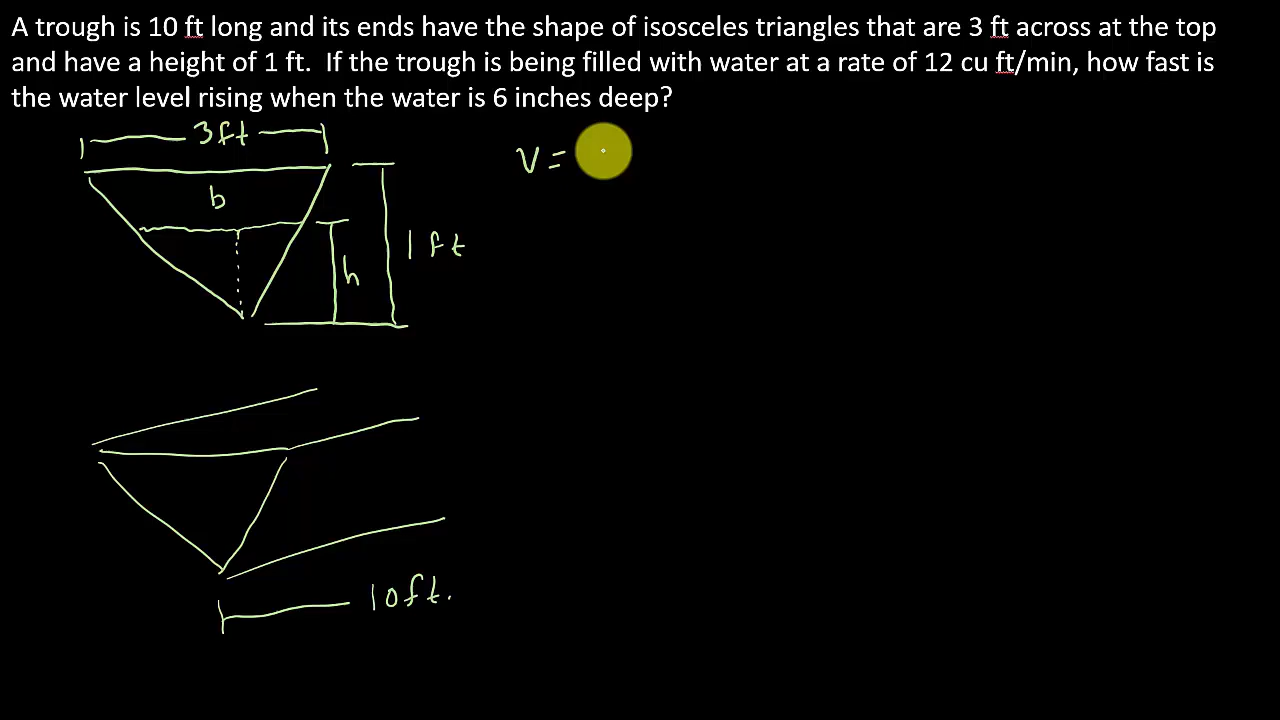 A trough is 10 ft long and its ends have the shape of isosceles triangles that are 3 ft across at the top
and have a height of 1 ft.  If the trough is being filled with water at a rate of 12 cu ft/min, how fast is
the water level rising when the water is 6 inches deep?
3ft
V =
b
1 ft
h
10ft.